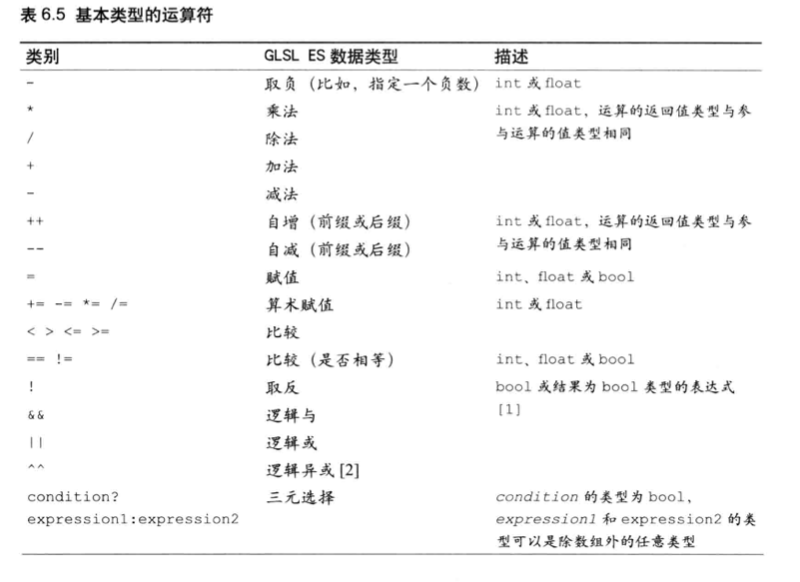 表 6.5 基本类型的运算符
类别 GLSL ES 数据类型 描述
- 取负（比如，指定一个负数） int 或 float
* 乘法 int 或 float，运算的返回值类型与参
/ 除法 与运算的值类型相同
+ 加法
- 减法
++ 自增（前缀或后缀） int 或 float，运算的返回值类型与参
-- 自减（前缀或后缀） 与运算的值类型相同
= 赋值 int、float 或 bool
+= -= *= /= 算术赋值 int 或 float
< > <= >= 比较
== != 比较（是否相等） int、float 或 bool
! 取反 bool 或结果为 bool 类型的表达式
&& 逻辑与 [1]
|| 逻辑或
^^ 逻辑异或 [2]
condition? 三元选择 condition 的类型为 bool，
expression1:expression2 expression1 和 expression2 的类
型可以是除数组外的任意类型